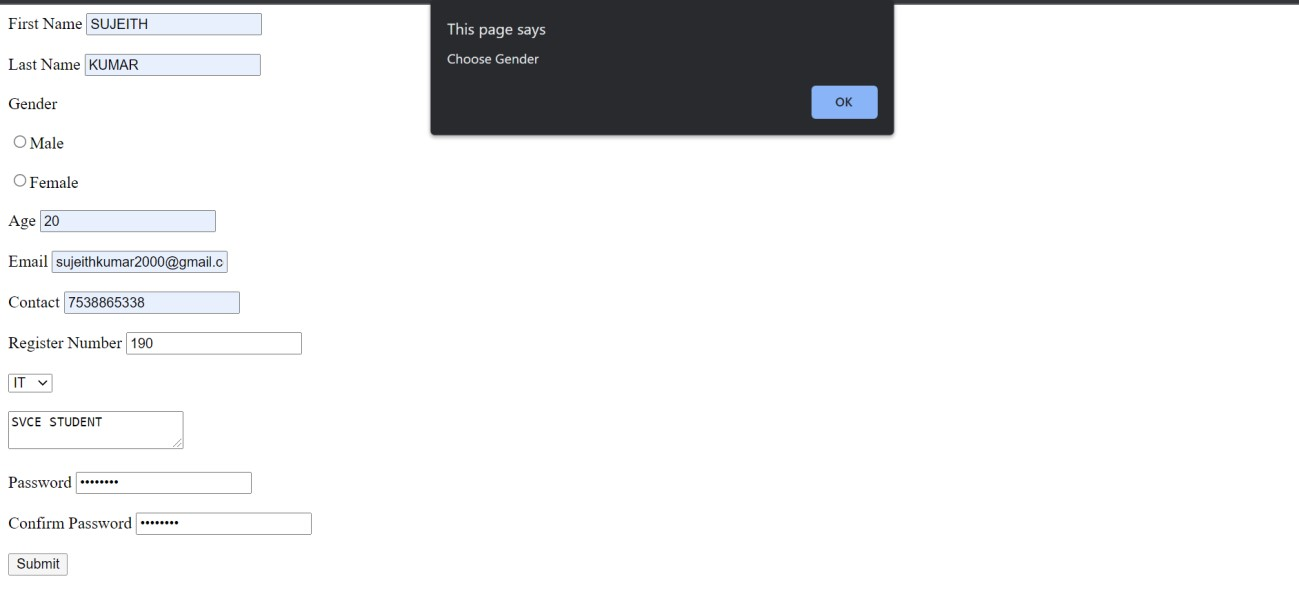 First Name SUJEITH
This page says
Choose Gender
OK
Last Name KUMAR
Gender
Male
Female
Age 20
Email sujeithkumar2000@gmail.c
Contact 7538865338
Register Number 190
IT
SVCE STUDENT
Password ••••••••
Confirm Password ••••••••
Submit